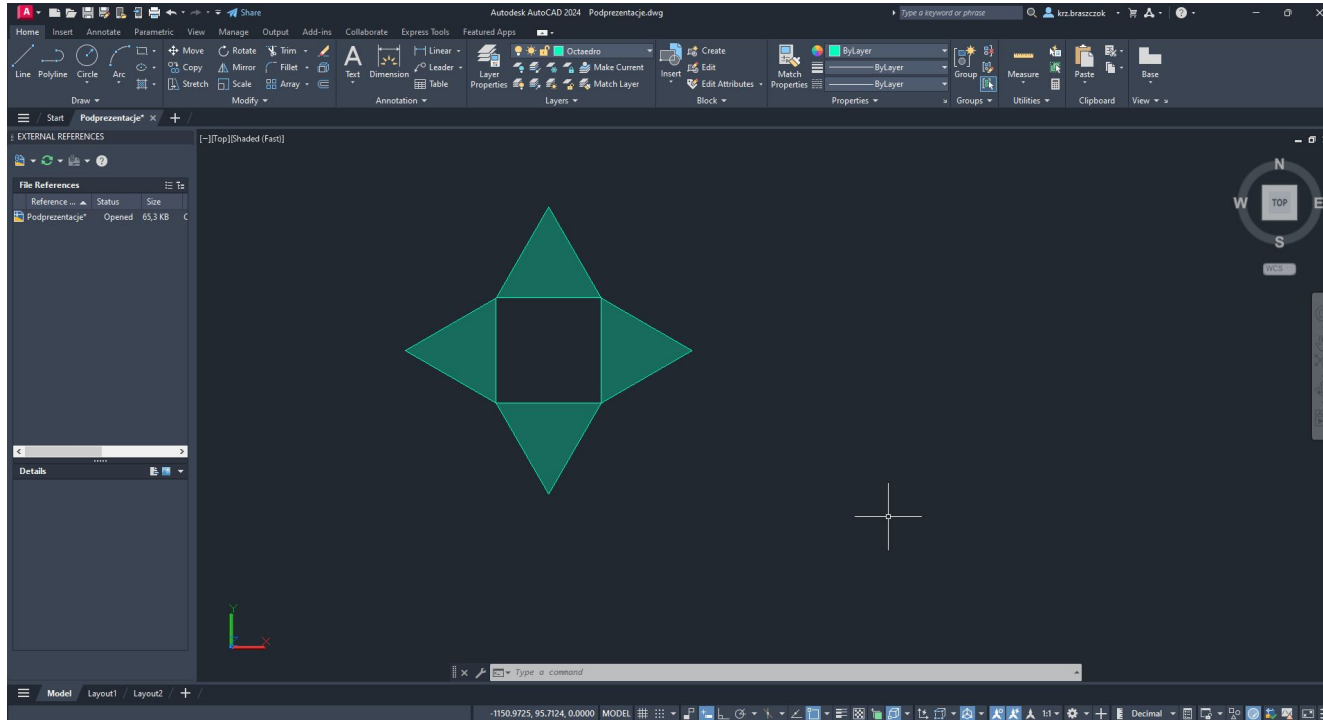 A Share Autodesk AutoCAD 2024 Podprezentacje.dwg Type a keyword or phrase krz.braszczok
Home Insert Annotate Parametric View Manage Output Add-ins Collaborate Express Tools Featured Apps
Line Polyline Circle Arc Move Rotate Trim Text Dimension Linear Layer Properties Octaedro Insert Create Match Properties ByLayer Group Measure Paste Base
Copy Mirror Fillet Leader Make Current Edit ByLayer
Stretch Scale Array Table Match Layer Edit Attributes ByLayer
Draw Modify Annotation Layers Block Properties Groups Utilities Clipboard View
Start Podprezentacje* × +
EXTERNAL REFERENCES
[−][Top][Shaded (Fast)]
File References
Reference ... Status Size
Podprezentacje* Opened 65,3 KB
Details
N
W TOP E
S
WCS
Y
X
Type a command
Model Layout1 Layout2 +
-1150.9725, 95.7124, 0.0000 MODEL 1:1 Decimal